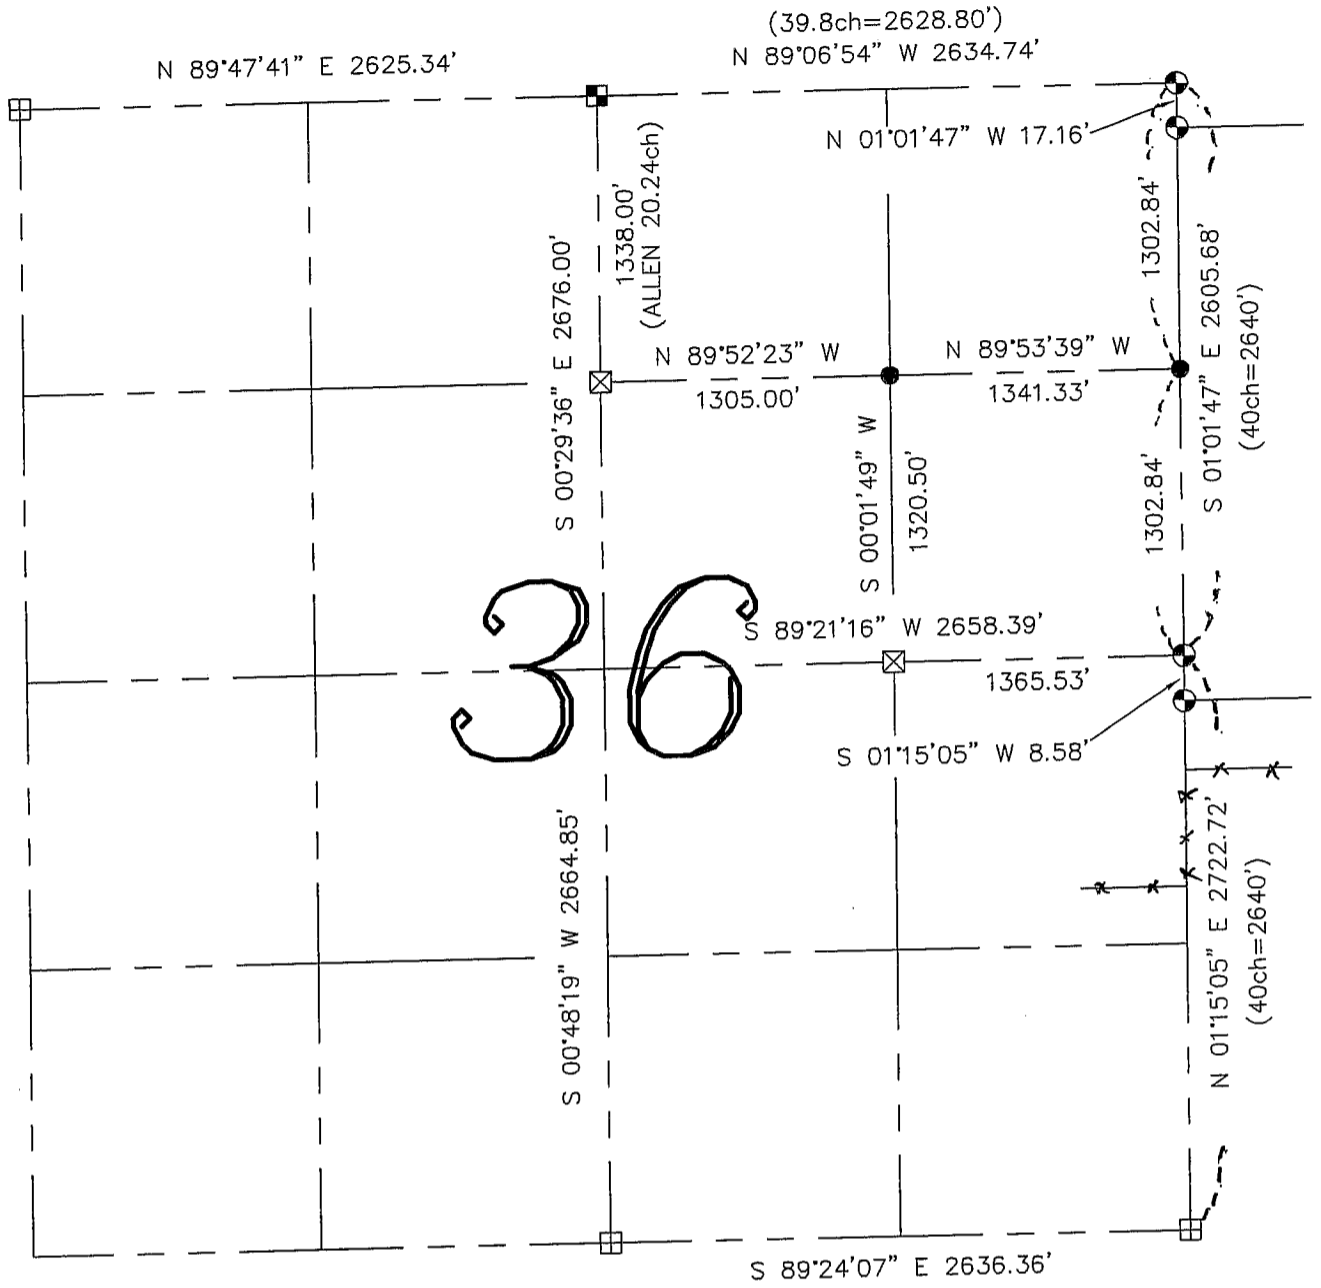 (39.8ch=2628.80')
N 89°47'41" E 2625.34'
N 89°06'54" W 2634.74'
N 01°01'47" W 17.16'
1338.00'
(ALLEN 20.24ch)
1302.84'
S 00°29'36" E 2676.00'
S 01°01'47" E 2605.68'
(40ch=2640')
N 89°52'23" W
1305.00'
N 89°53'39" W
1341.33'
S 00°01'49" W
1320.50'
1302.84'
36
S 89°21'16" W 2658.39'
1365.53'
S 01°15'05" W 8.58'
S 00°48'19" W 2664.85'
N 01°15'05" E 2722.72'
(40ch=2640')
S 89°24'07" E 2636.36'